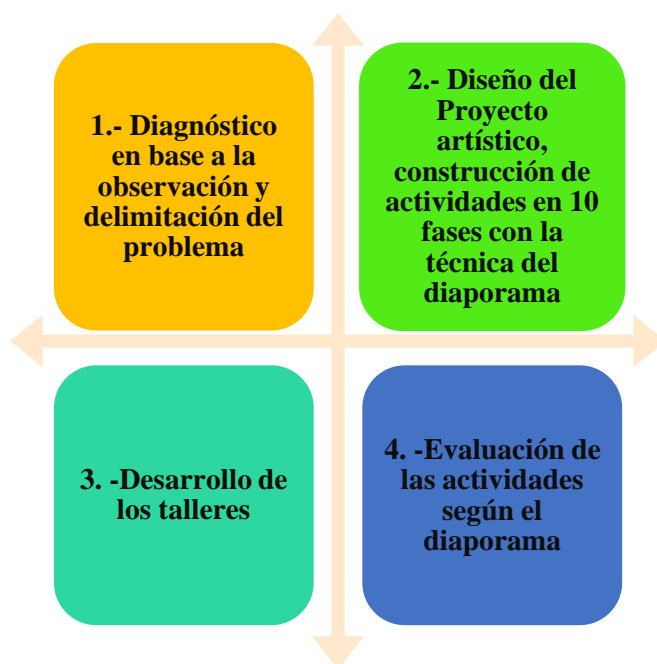 1.- Diagnóstico
en base a la
observación y
delimitación del
problema
2.- Diseño del
Proyecto
artístico,
construcción de
actividades en 10
fases con la
técnica del
diaporama
3. -Desarrollo de
los talleres
4. -Evaluación de
las actividades
según el
diaporama